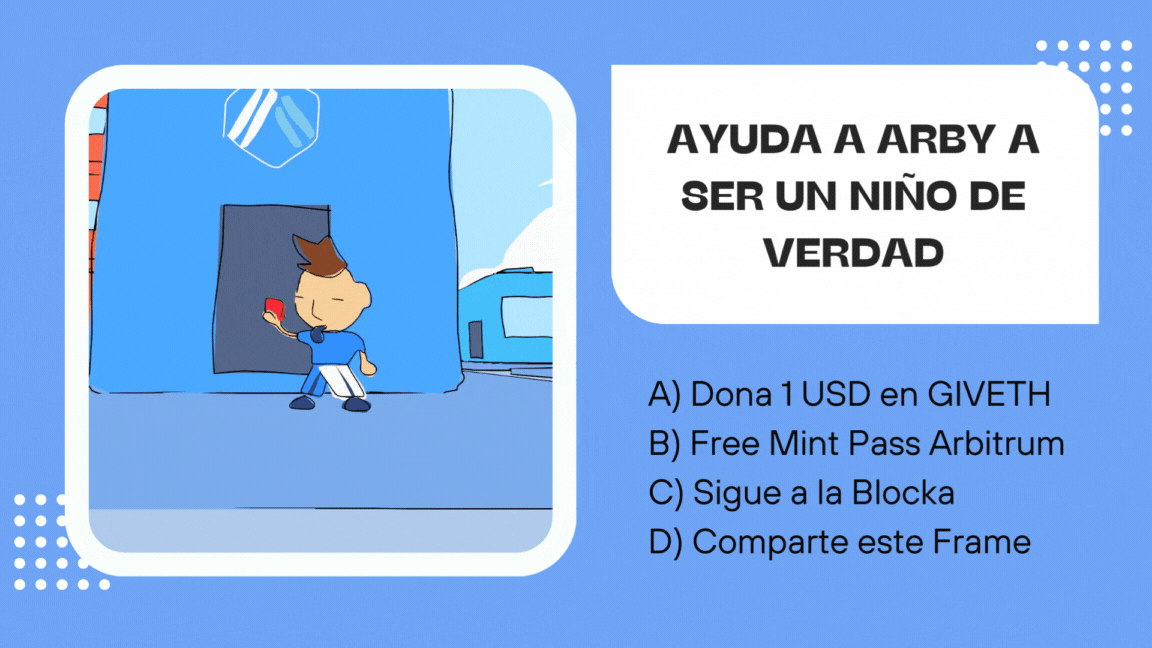 AYUDA A ARBY A
SER UN NIÑO DE
VERDAD
A) Dona 1 USD en GIVETH
B) Free Mint Pass Arbitrum
C) Sigue a la Blocka
D) Comparte este Frame